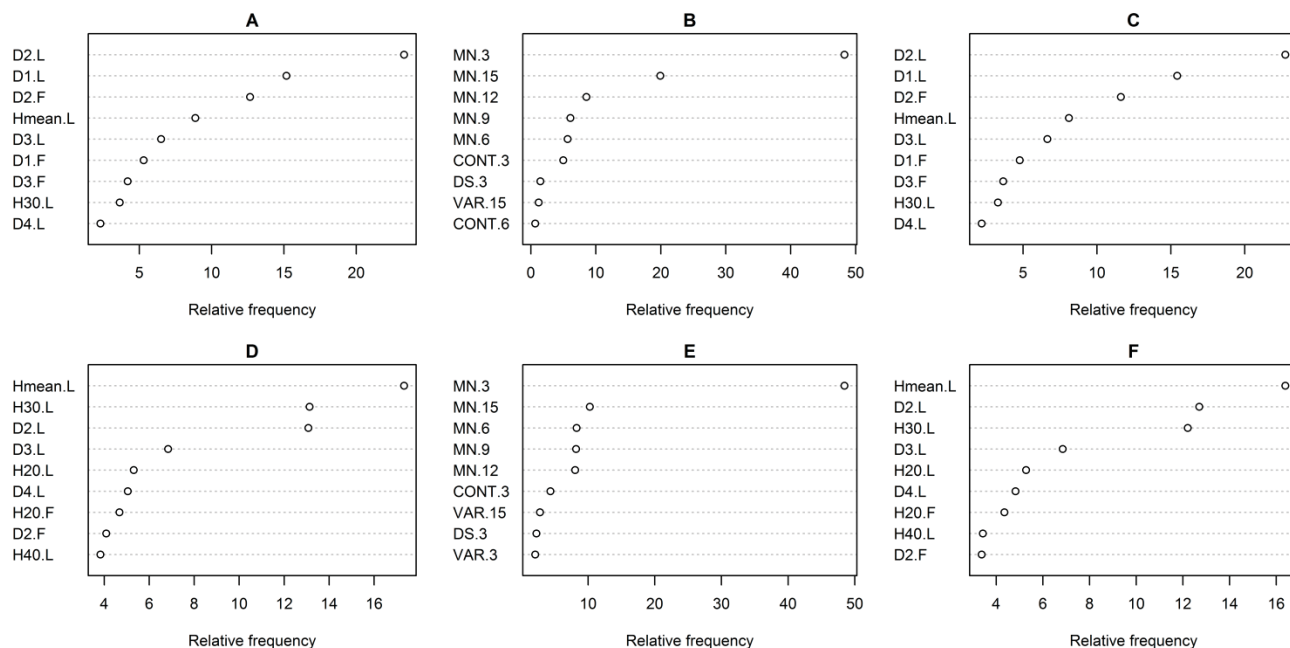 A
D2.L
D1.L
D2.F
Hmean.L
D3.L
D1.F
D3.F
H30.L
D4.L
5 10 15 20
Relative frequency
B
MN.3
MN.15
MN.12
MN.9
MN.6
CONT.3
DS.3
VAR.15
CONT.6
0 10 20 30 40 50
Relative frequency
C
D2.L
D1.L
D2.F
Hmean.L
D3.L
D1.F
D3.F
H30.L
D4.L
5 10 15 20
Relative frequency
D
Hmean.L
H30.L
D2.L
D3.L
H20.L
D4.L
H20.F
D2.F
H40.L
4 6 8 10 12 14 16
Relative frequency
E
MN.3
MN.15
MN.6
MN.9
MN.12
CONT.3
VAR.15
DS.3
VAR.3
10 20 30 40 50
Relative frequency
F
Hmean.L
D2.L
H30.L
D3.L
H20.L
D4.L
H20.F
H40.L
D2.F
4 6 8 10 12 14 16
Relative frequency